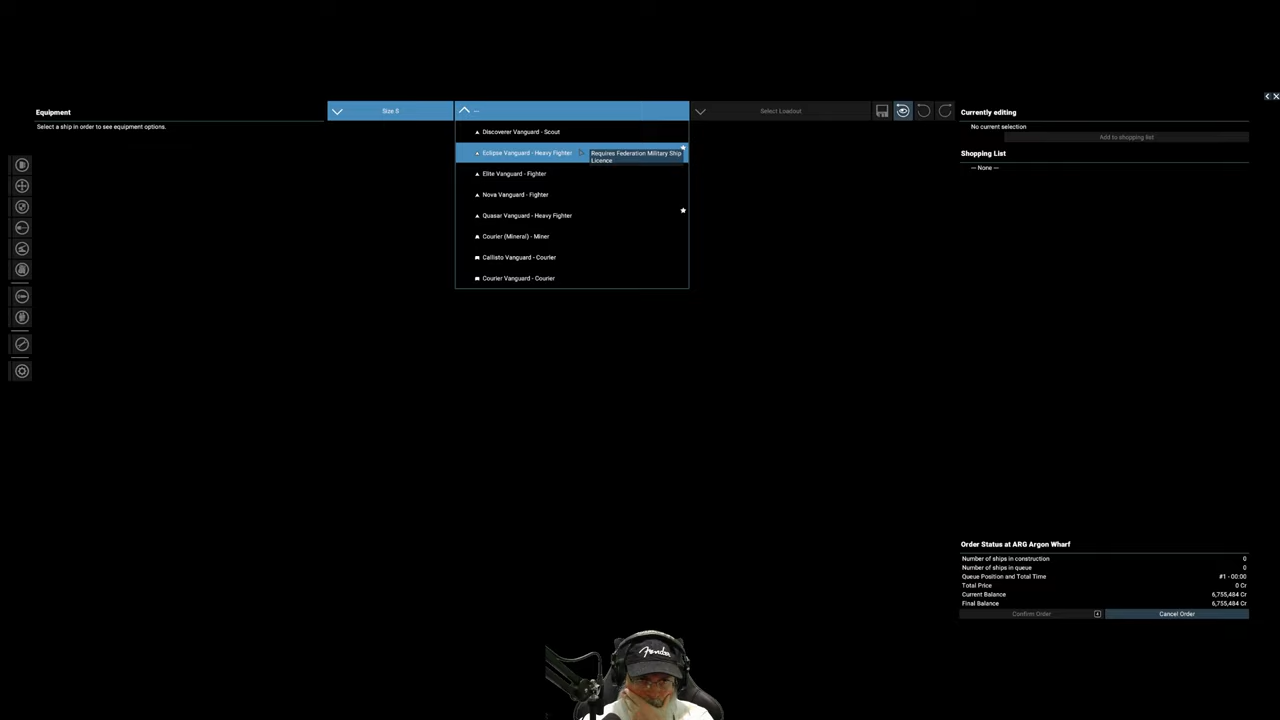 Equipment
Select a ship in order to see equipment options.
Size S
--
Select Loadout
Discoverer Vanguard - Scout
Eclipse Vanguard - Heavy Fighter
Requires Federation Military Ship
Licence
Elite Vanguard - Fighter
Nova Vanguard - Fighter
Quasar Vanguard - Heavy Fighter
Courier (Mineral) - Miner
Callisto Vanguard - Courier
Courier Vanguard - Courier
Currently editing
No current selection
Add to shopping list
Shopping List
— None —
Order Status at ARG Argon Wharf
Number of ships in construction 0
Number of ships in queue 0
Queue Position and Total Time #1 - 00:00
Total Price 0 Cr
Current Balance 6,755,484 Cr
Final Balance 6,755,484 Cr
Confirm Order
Cancel Order
Fender